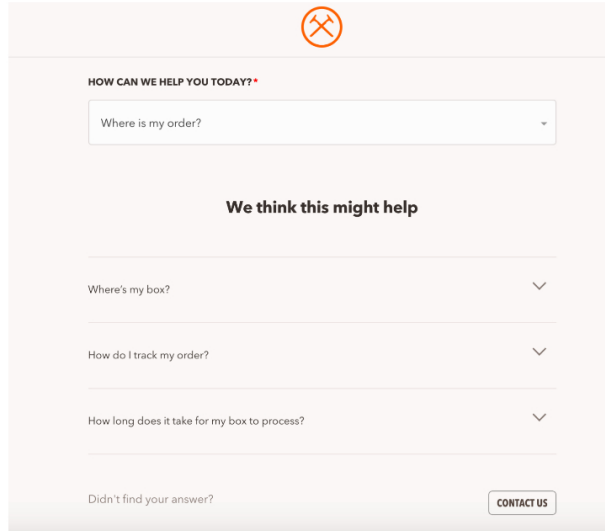 HOW CAN WE HELP YOU TODAY?*
Where is my order?
We think this might help
Where's my box?
How do I track my order?
How long does it take for my box to process?
Didn't find your answer?
CONTACT US